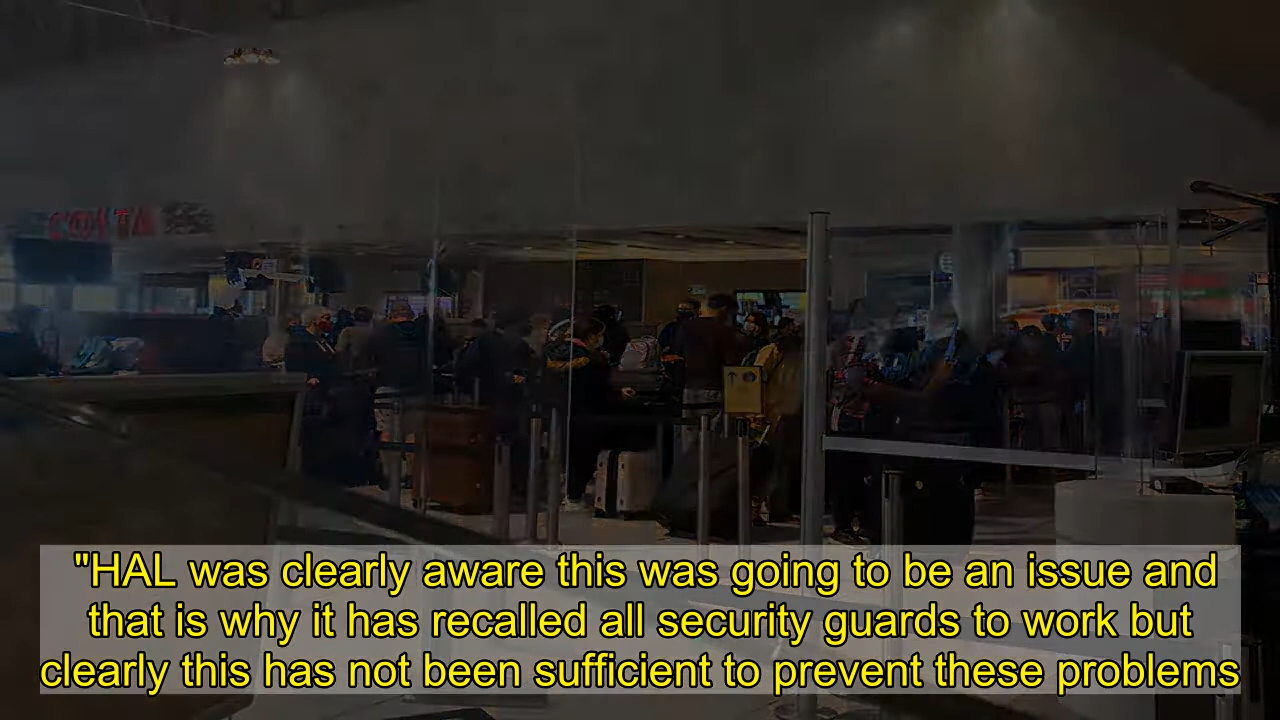 COSTA
"HAL was clearly aware this was going to be an issue and
that is why it has recalled all security guards to work but
clearly this has not been sufficient to prevent these problems